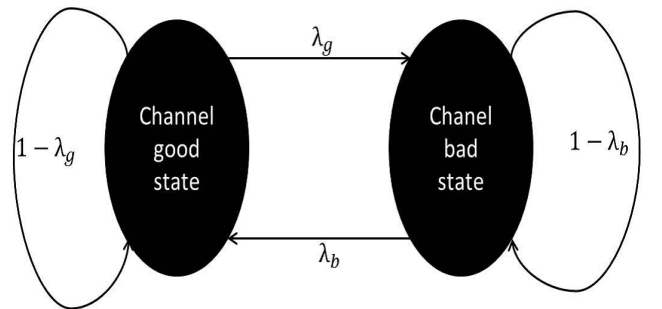 λg
Channel
good
state
Chanel
bad
state
1 − λg
1 − λb
λb